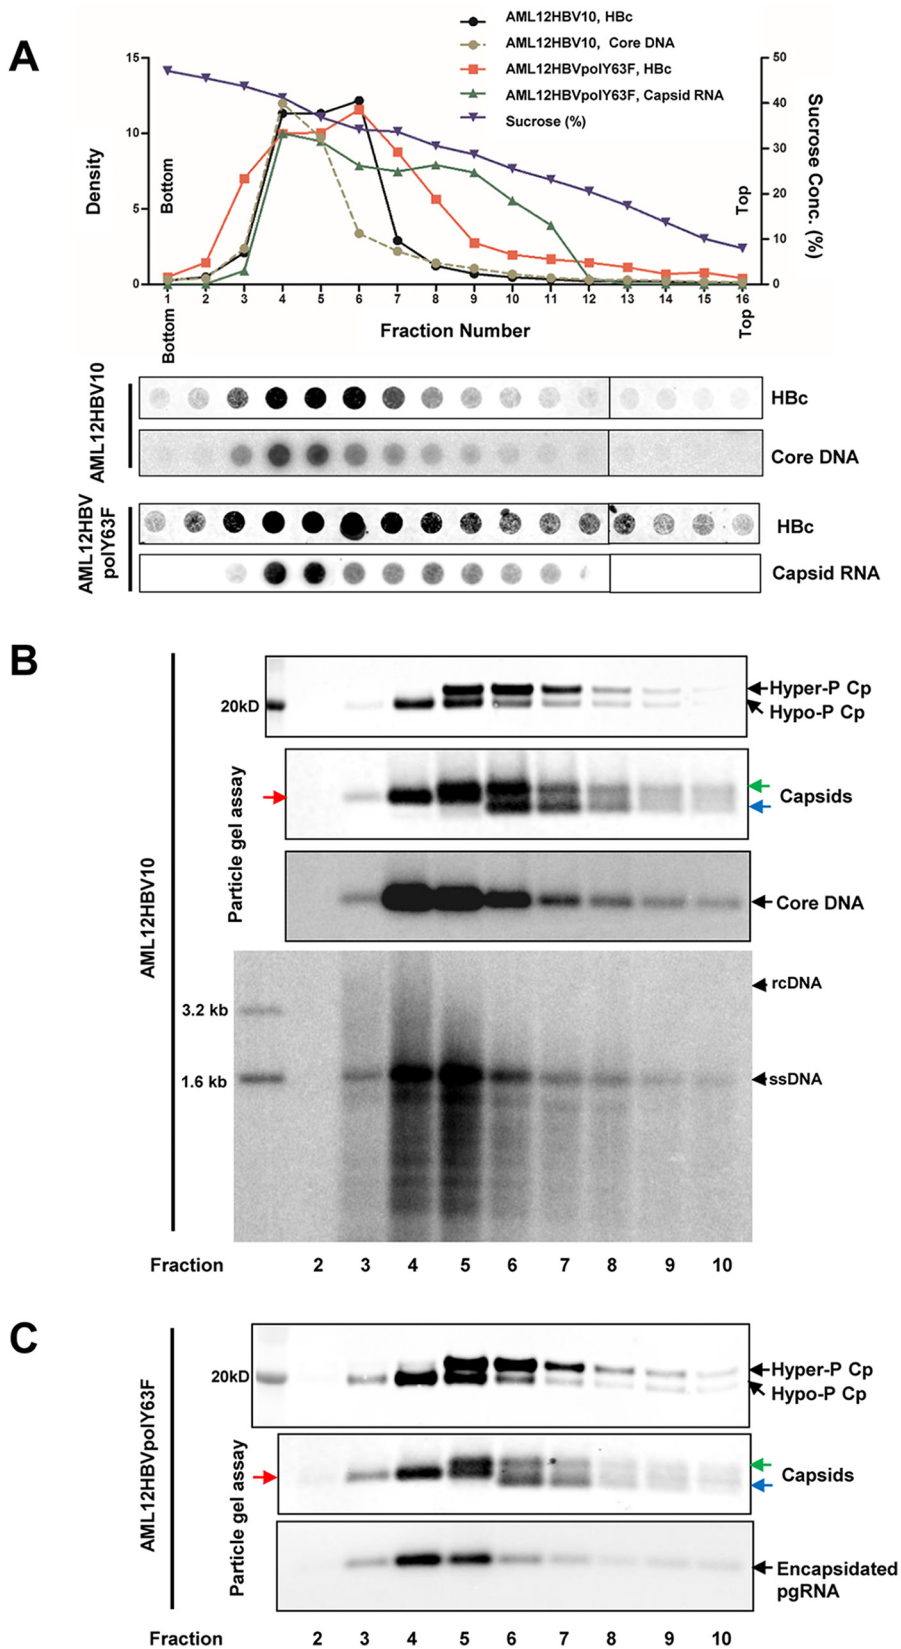 A
AML12HBV10, HBc
AML12HBV10, Core DNA
AML12HBVpolY63F, HBc
AML12HBVpolY63F, Capsid RNA
Sucrose (%)
Density
15
10
5
0
Bottom
Top
50
40
30
20
10
0
Sucrose Conc. (%)
1 2 3 4 5 6 7 8 9 10 11 12 13 14 15 16
Bottom
Fraction Number
Top
AML12HBV10
HBc
Core DNA
AML12HBV
polY63F
HBc
Capsid RNA
B
AML12HBV10
20kD
Hyper-P Cp
Hypo-P Cp
Particle gel assay
Capsids
Core DNA
rcDNA
3.2 kb
1.6 kb
ssDNA
Fraction 2 3 4 5 6 7 8 9 10
C
AML12HBVpolY63F
20kD
Hyper-P Cp
Hypo-P Cp
Particle gel assay
Capsids
Encapsidated
pgRNA
Fraction 2 3 4 5 6 7 8 9 10